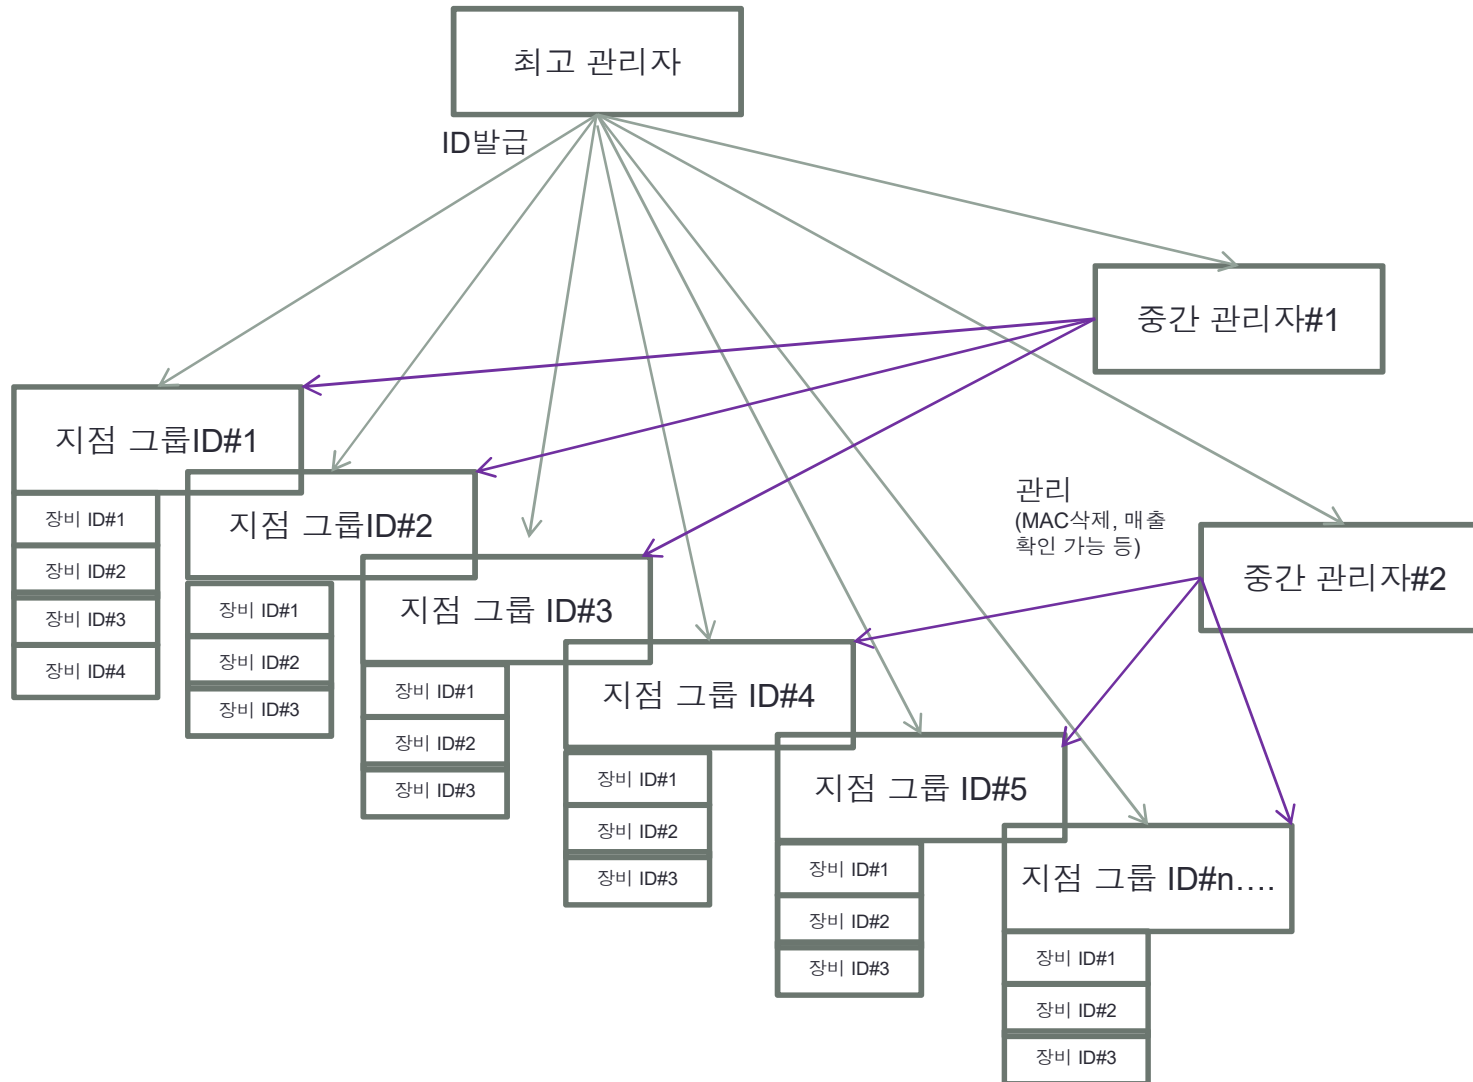 최고 관리자
ID발급
중간 관리자#1
지점 그룹ID#1
장비 ID#1
장비 ID#2
장비 ID#3
장비 ID#4
지점 그룹ID#2
장비 ID#1
장비 ID#2
장비 ID#3
관리
(MAC삭제, 매출
확인 가능 등)
중간 관리자#2
지점 그룹 ID#3
장비 ID#1
장비 ID#2
장비 ID#3
지점 그룹 ID#4
장비 ID#1
장비 ID#2
장비 ID#3
지점 그룹 ID#5
장비 ID#1
장비 ID#2
장비 ID#3
지점 그룹 ID#n....
장비 ID#1
장비 ID#2
장비 ID#3